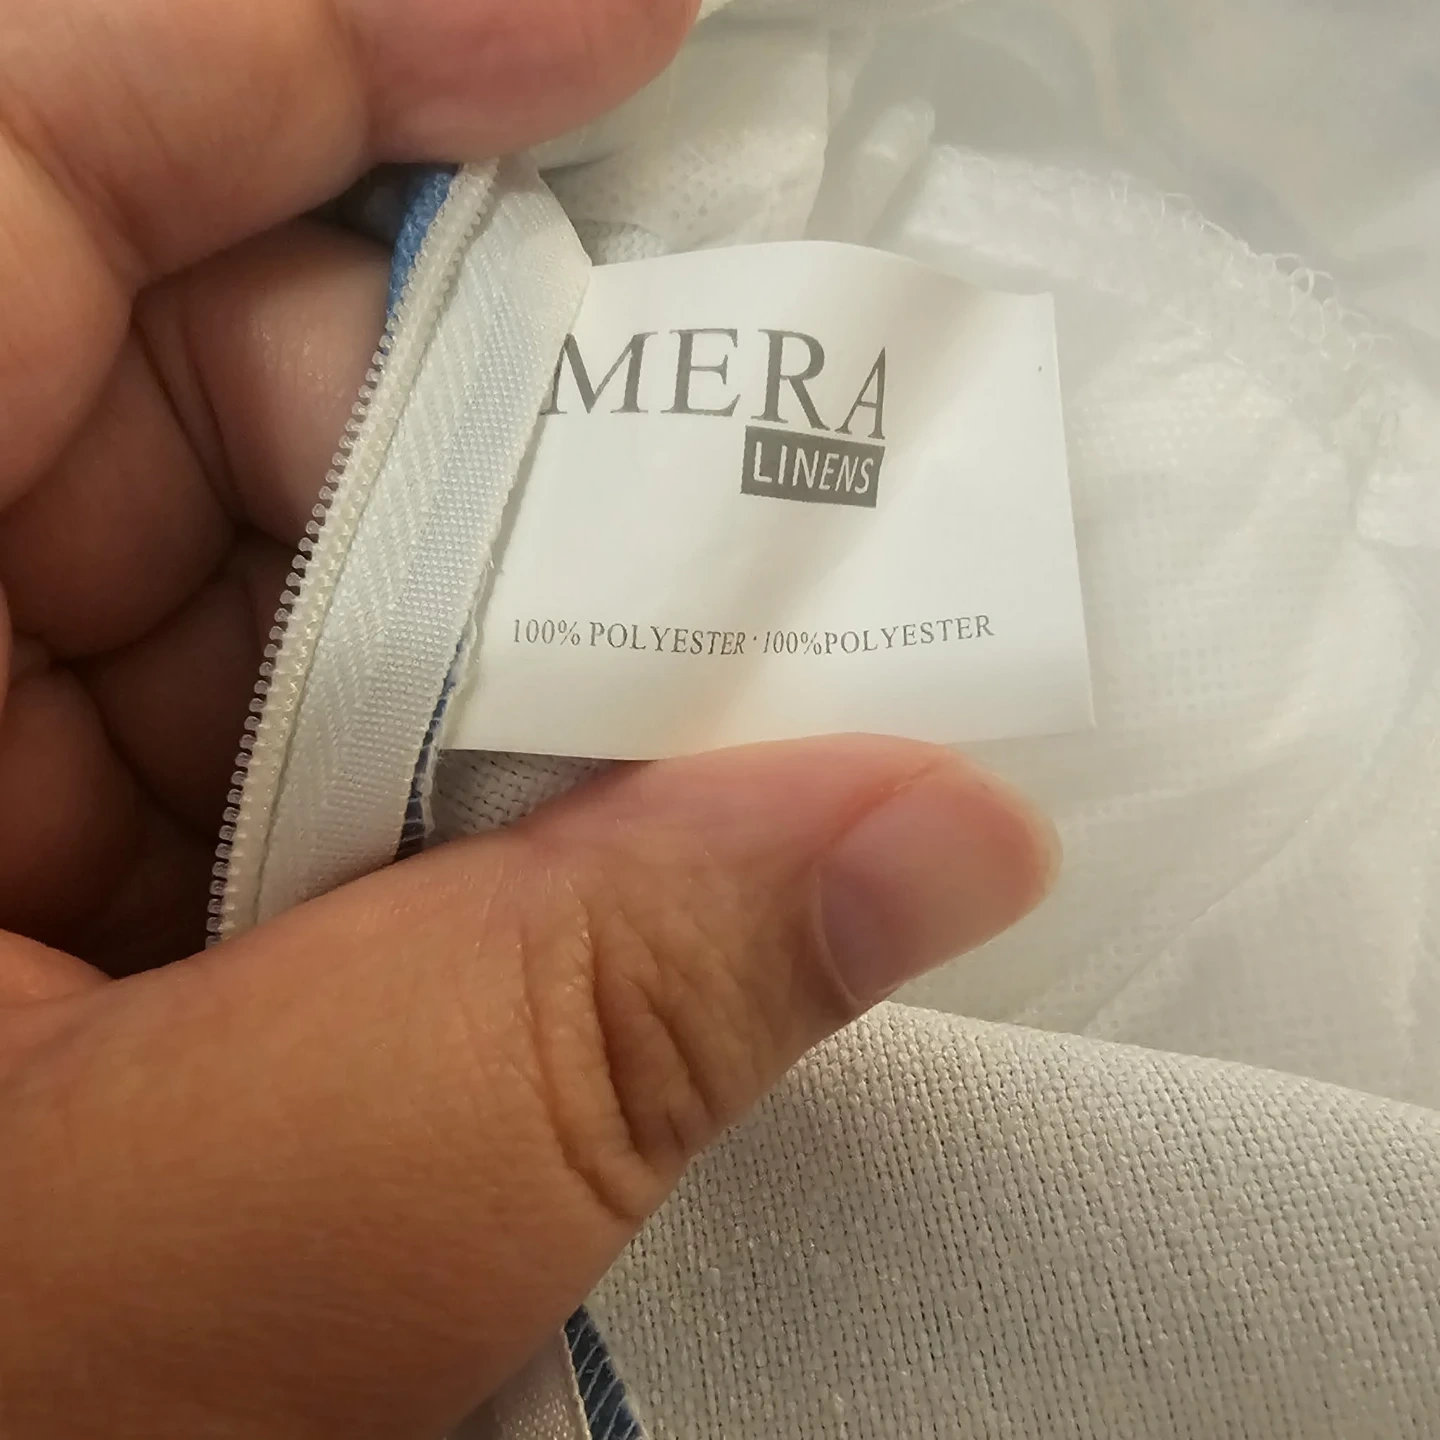 MERA
LINENS
100% POLYESTER · 100%POLYESTER